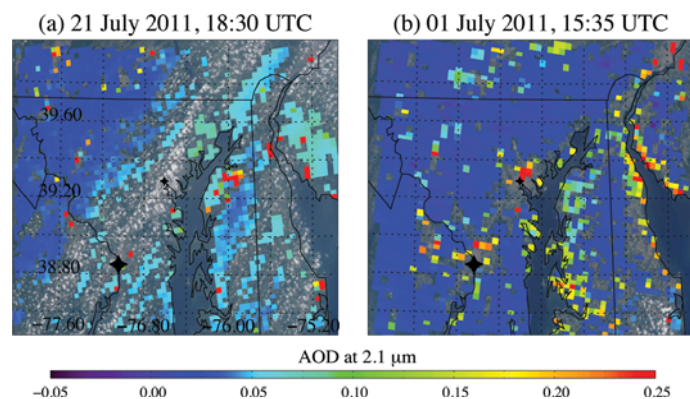 (a) 21 July 2011, 18:30 UTC
(b) 01 July 2011, 15:35 UTC
39.60
39.20
38.80
−77.60 −76.80 −76.00 −75.20
AOD at 2.1 μm
−0.05 0.00 0.05 0.10 0.15 0.20 0.25